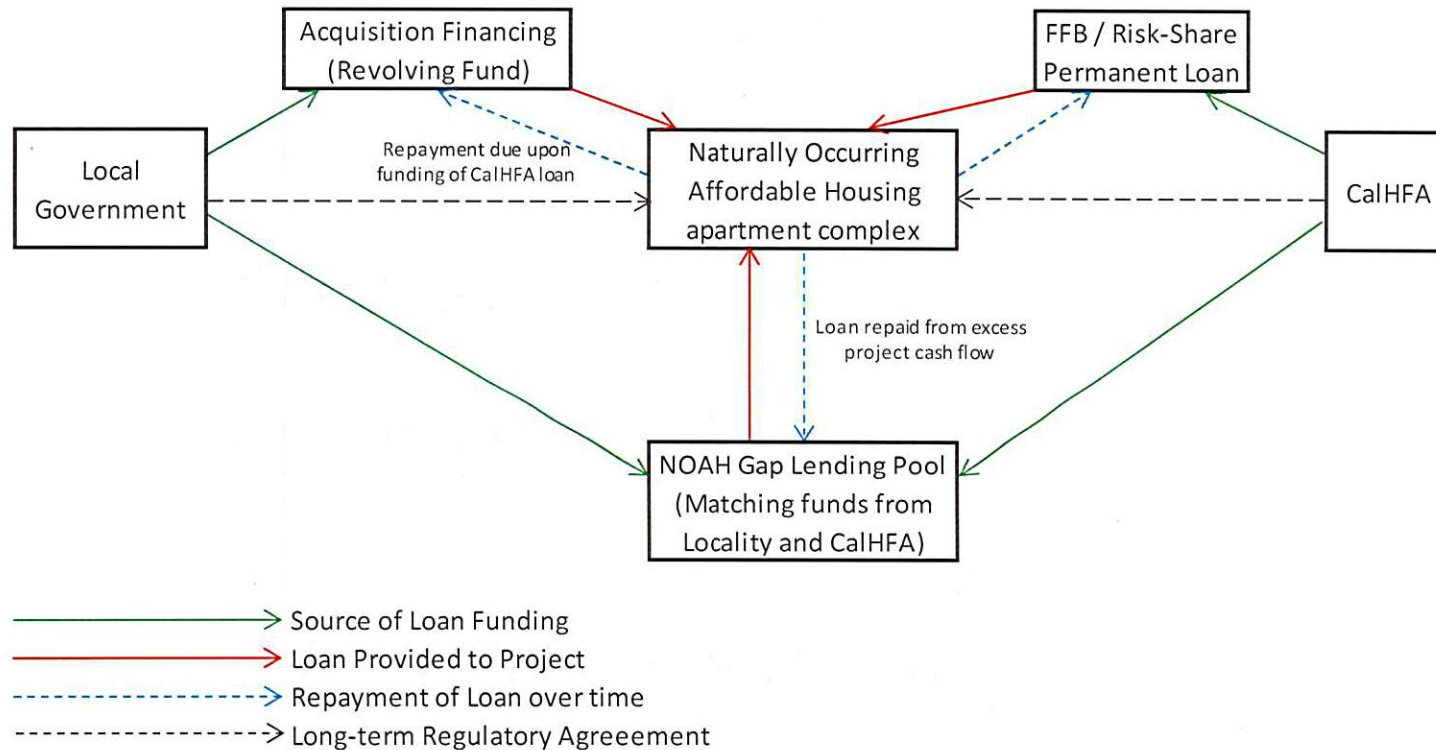 Acquisition Financing
(Revolving Fund)
FFB / Risk-Share
Permanent Loan
Local
Government
Repayment due upon
funding of CalHFA loan
Naturally Occurring
Affordable Housing
apartment complex
CalHFA
Loan repaid from excess
project cash flow
NOAH Gap Lending Pool
(Matching funds from
Locality and CalHFA)
Source of Loan Funding
Loan Provided to Project
Repayment of Loan over time
Long-term Regulatory Agreeement